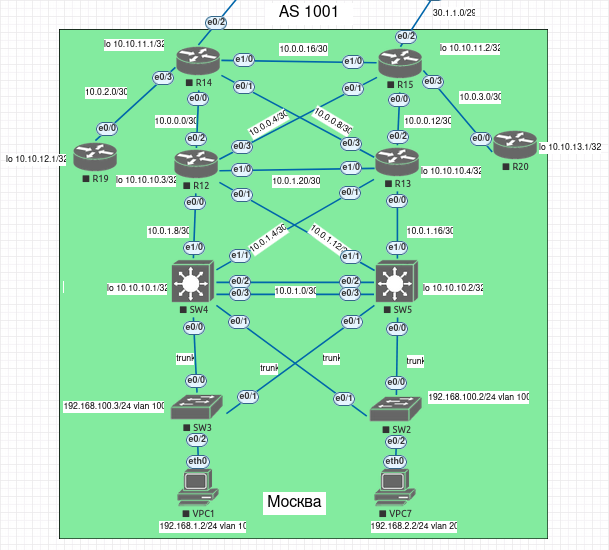 AS 1001
30.1.1.0/29
e0/2
e0/2
lo 10.10.11.1/32
10.0.0.16/30
lo 10.10.11.2/32
e1/0
e1/0
R14
R15
e0/3
e0/1
e0/1
e0/3
10.0.2.0/30
e0/0
e0/0
10.0.3.0/30
10.0.0.0/30
10.0.0.4/30
10.0.0.8/30
10.0.0.12/30
e0/0
e0/2
e0/3
e0/3
e0/2
e0/0
lo 10.10.12.1/32
R19
lo 10.10.10.3/32
R12
e1/0
10.0.1.20/30
e1/0
R13
lo 10.10.10.4/32
R20
lo 10.10.13.1/32
e0/0
e0/1
e0/1
e0/0
10.0.1.8/30
10.0.1.4/30
10.0.1.12/
10.0.1.16/30
e1/0
e1/1
e1/1
e1/0
lo 10.10.10.1/32
e0/2
e0/2
lo 10.10.10.2/32
e0/3
10.0.1.0/30
e0/3
SW4
SW5
e0/0
e0/1
e0/1
e0/0
trunk
trunk
trunk
trunk
e0/0
e0/1
e0/1
e0/0
192.168.100.3/24 vlan 100
192.168.100.2/24 vlan 100
SW3
SW2
e0/2
e0/2
eth0
eth0
VPC1
Москва
VPC7
192.168.1.2/24 vlan 10
192.168.2.2/24 vlan 20